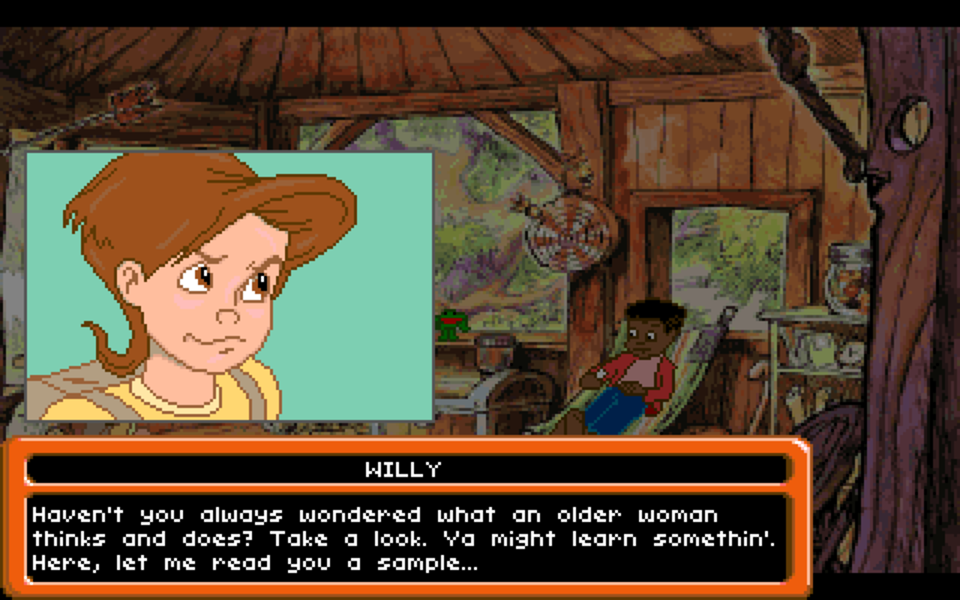 WILLY
Haven't you always wondered what an older woman
thinks and does? Take a look. Ya might learn somethin'.
Here, let me read you a sample...